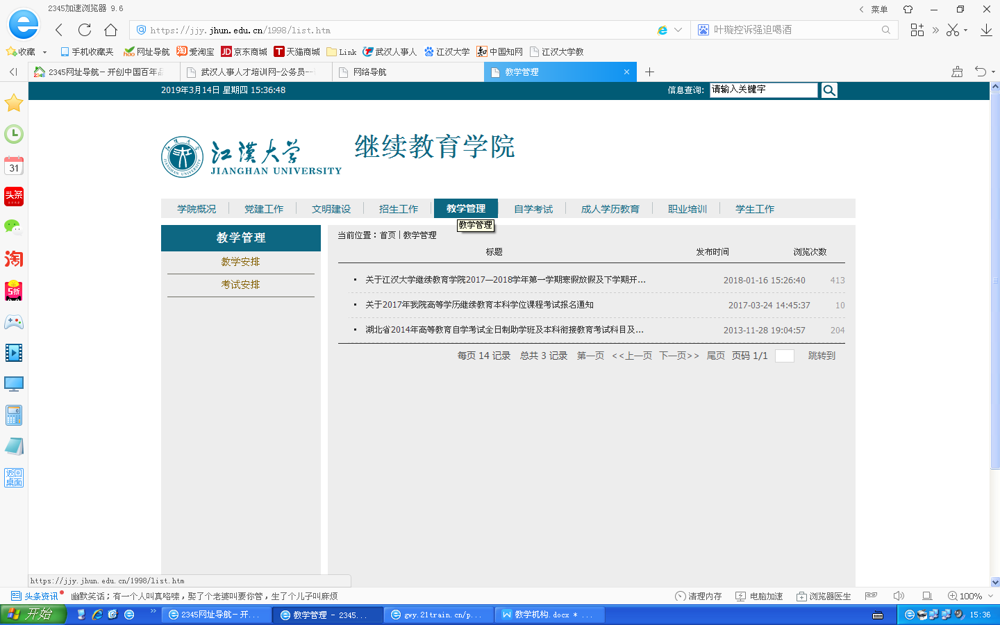 2345加速浏览器 9.6
菜单
https://jjy.jhun.edu.cn/1998/list.htm
叶璇控诉强迫喝酒
收藏 手机收藏夹 网址导航 爱淘宝 京东商城 天猫商城 Link 武汉人事人 江汉大学 中国知网 江汉大学教
2345网址导航－开创中国百年品
武汉人事人才培训网-公务员--
网络导航
教学管理
2019年3月14日 星期四 15:36:48
信息查询: 请输入关键字
31
头条
淘
5折
返回
桌面
江漢大学
JIANGHAN UNIVERSITY
继续教育学院
学院概况 党建工作 文明建设 招生工作 教学管理 自学考试 成人学历教育 职业培训 学生工作
教学管理
教学管理
教学安排
考试安排
当前位置：首页 | 教学管理
标题 发布时间 浏览次数
关于江汉大学继续教育学院2017—2018学年第一学期寒假放假及下学期开... 2018-01-16 15:26:40 413
关于2017年我院高等学历继续教育本科学位课程考试报名通知 2017-03-24 14:45:37 10
湖北省2014年高等教育自学考试全日制助学班及本科衔接教育考试科目及... 2013-11-28 19:04:57 204
每页 14 记录 总共 3 记录 第一页 <<上一页 下一页>> 尾页 页码 1/1 跳转到
https://jjy.jhun.edu.cn/1998/list.htm
头条资讯 幽默笑话；有一个人叫真咯嗦，娶了个老婆叫要你管，生了个儿子叫麻烦
清理内存 电脑加速 浏览器医生 100%
开始
2345网址导航－开...
教学管理 - 2345...
gwy.21train.cn/p...
教学机构.docx * ...
15:36